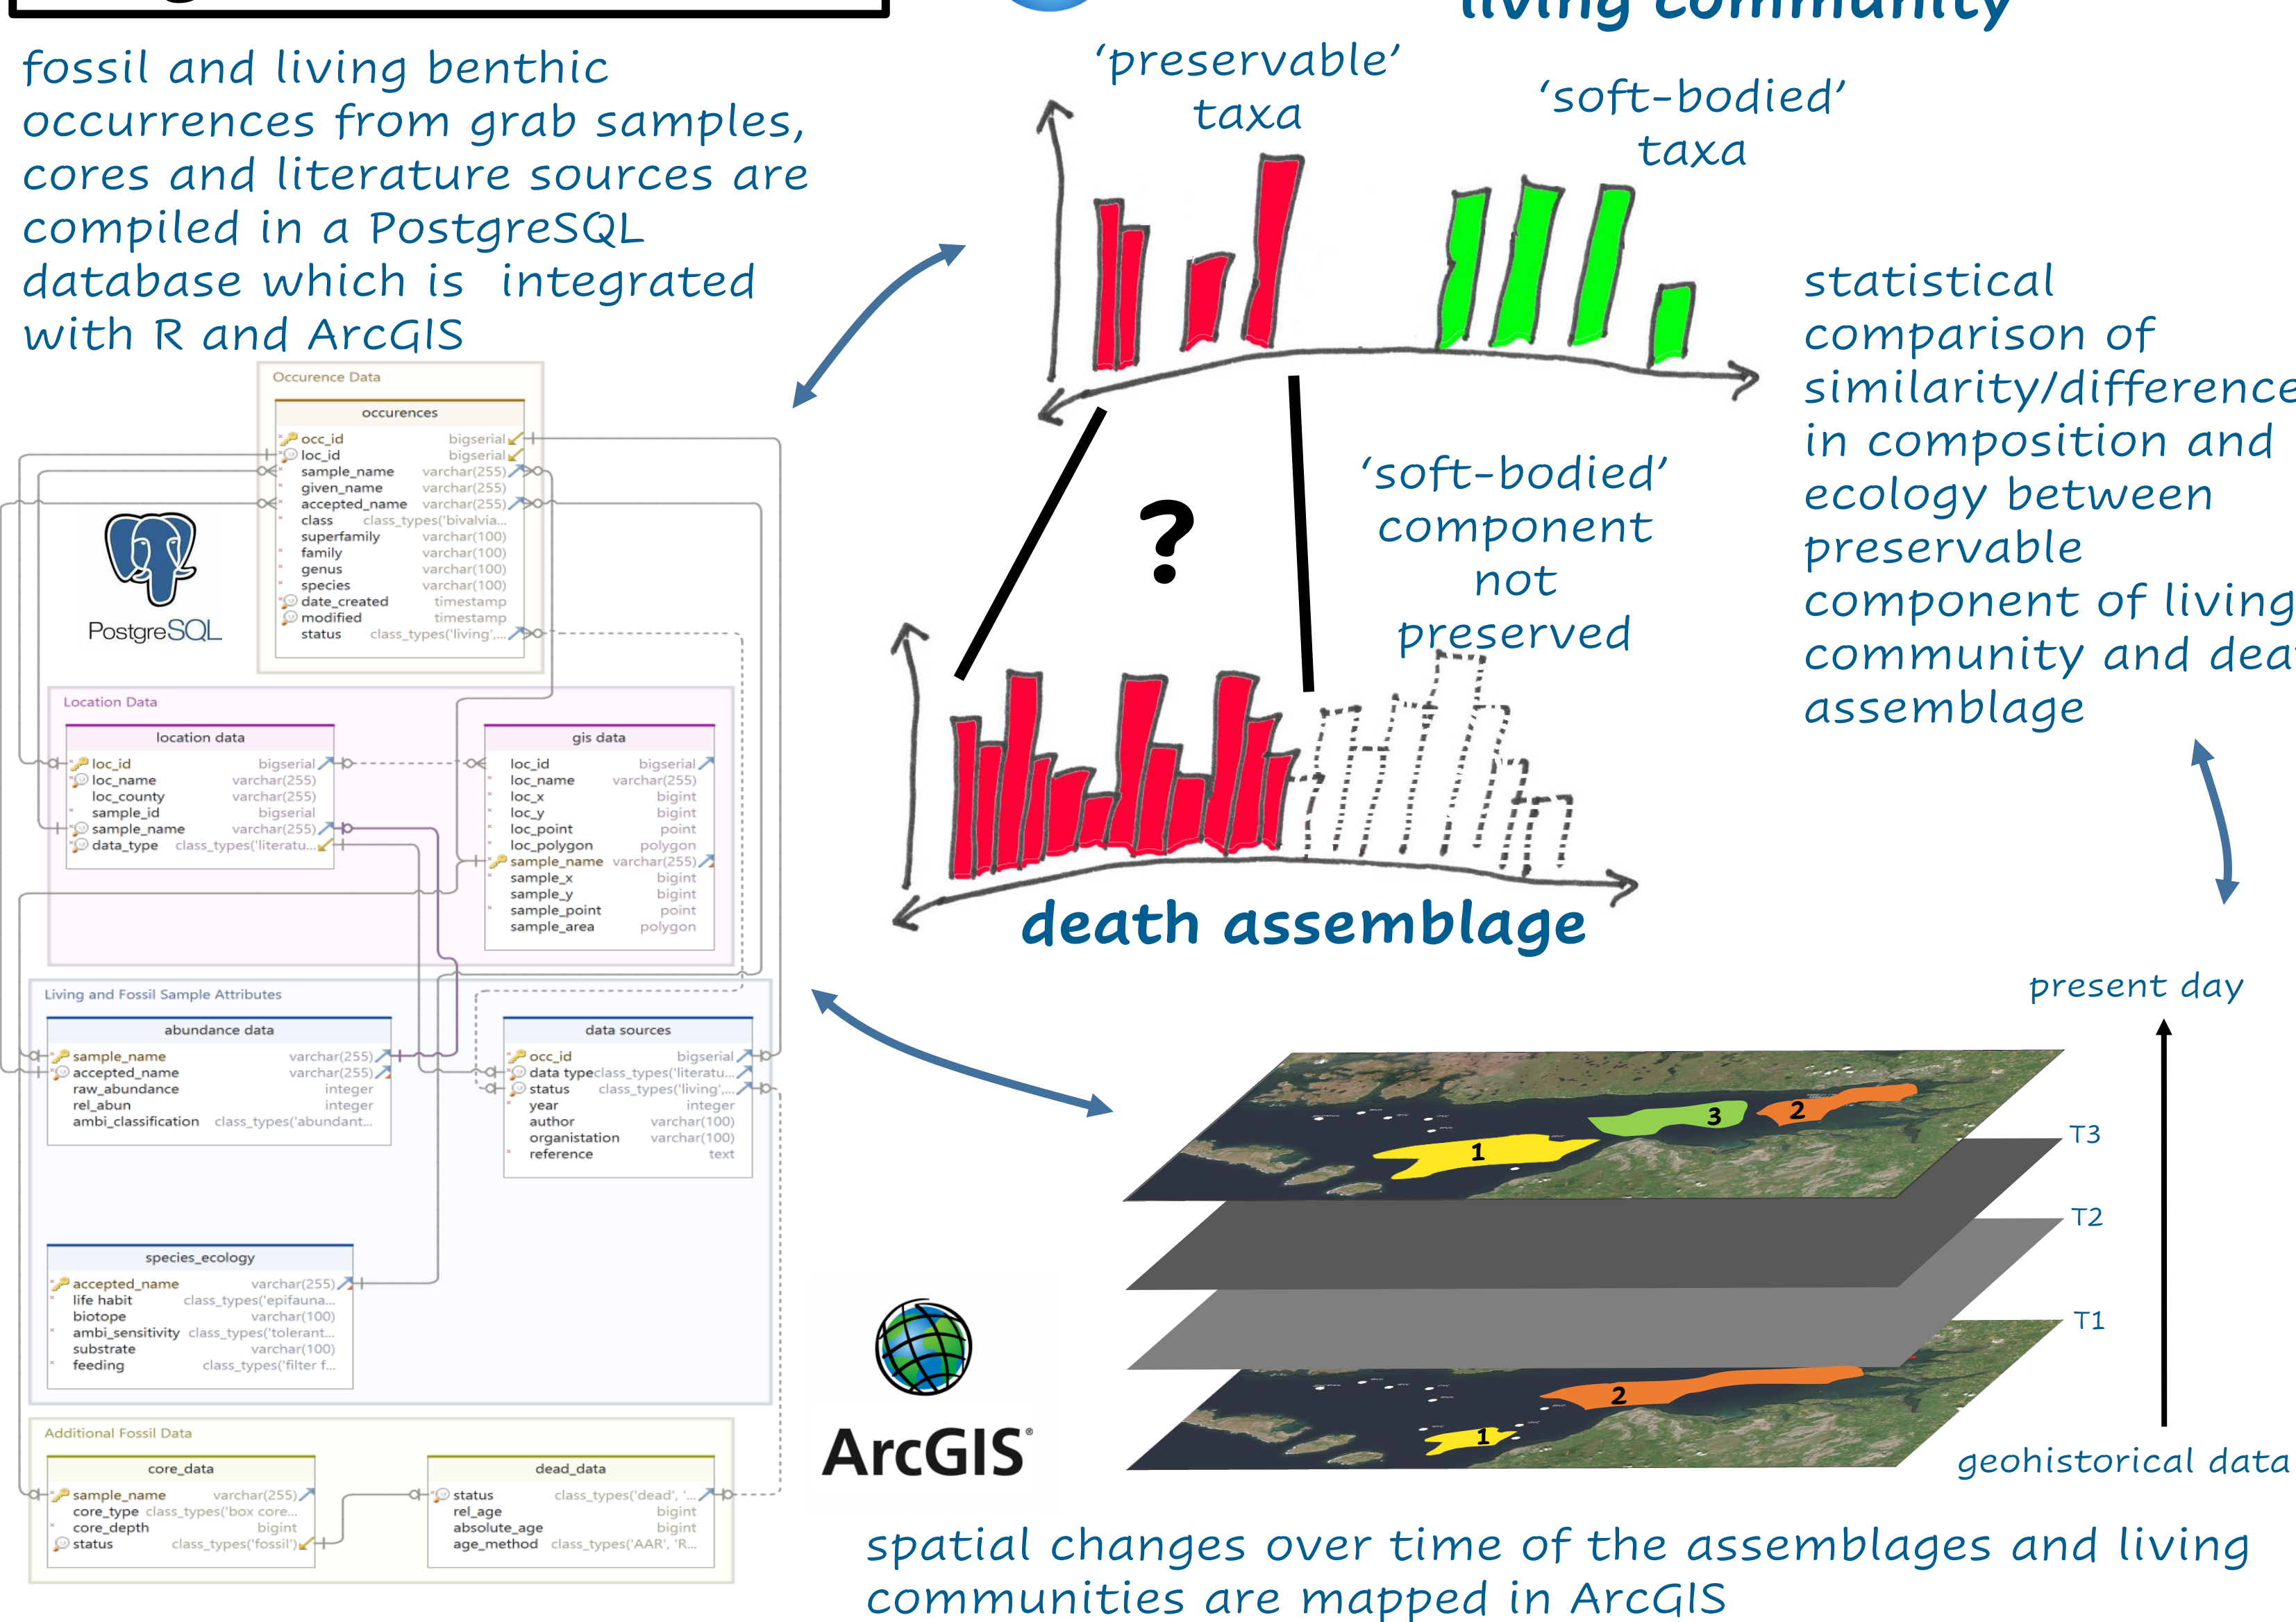 living community
fossil and living benthic
occurrences from grab samples,
cores and literature sources are
compiled in a PostgreSQL
database which is integrated
with R and ArcGIS
'preservable'
taxa
'soft-bodied'
taxa
statistical
comparison of
similarity/difference
in composition and
ecology between
preservable
component of living
community and
assemblage
?
'soft-bodied'
component
not
preserved
death assemblage
PostgreSQL
Occurence Data
occurences
occ_id bigserial
loc_id bigserial
sample_name varchar(255)
given_name varchar(255)
accepted_name varchar(255)
class class_types('bivalvia...
superfamily varchar(100)
family varchar(100)
genus varchar(100)
species varchar(100)
date_created timestamp
modified timestamp
status class_types('living',...
Location Data
location data
loc_id bigserial
loc_name varchar(255)
loc_county varchar(255)
sample_id bigserial
sample_name varchar(255)
data_type class_types('literatu...
gis data
loc_id bigserial
loc_name varchar(255)
loc_x bigint
loc_y bigint
loc_point point
loc_polygon polygon
sample_name varchar(255)
sample_x bigint
sample_y bigint
sample_point point
sample_area polygon
Living and Fossil Sample Attributes
abundance data
sample_name varchar(255)
accepted_name varchar(255)
raw_abundance integer
rel_abun integer
ambi_classification class_types('abundant...
data sources
occ_id bigserial
data type class_types('literatu...
status class_types('living',...
year integer
author varchar(100)
organistation varchar(100)
reference text
species_ecology
accepted_name varchar(255)
life habit class_types('epifauna...
biotope varchar(100)
ambi_sensitivity class_types('tolerant...
substrate varchar(100)
feeding class_types('filter f...
Additional Fossil Data
core_data
sample_name varchar(255)
core_type class_types('box core...
core_depth bigint
status class_types('fossil')
dead_data
status class_types('dead', '...
rel_age bigint
absolute_age bigint
age_method class_types('AAR', 'R...
present day
3
2
1
T3
T2
T1
2
1
geohistorical data
ArcGIS®
spatial changes over time of the assemblages and living
communities are mapped in ArcGIS